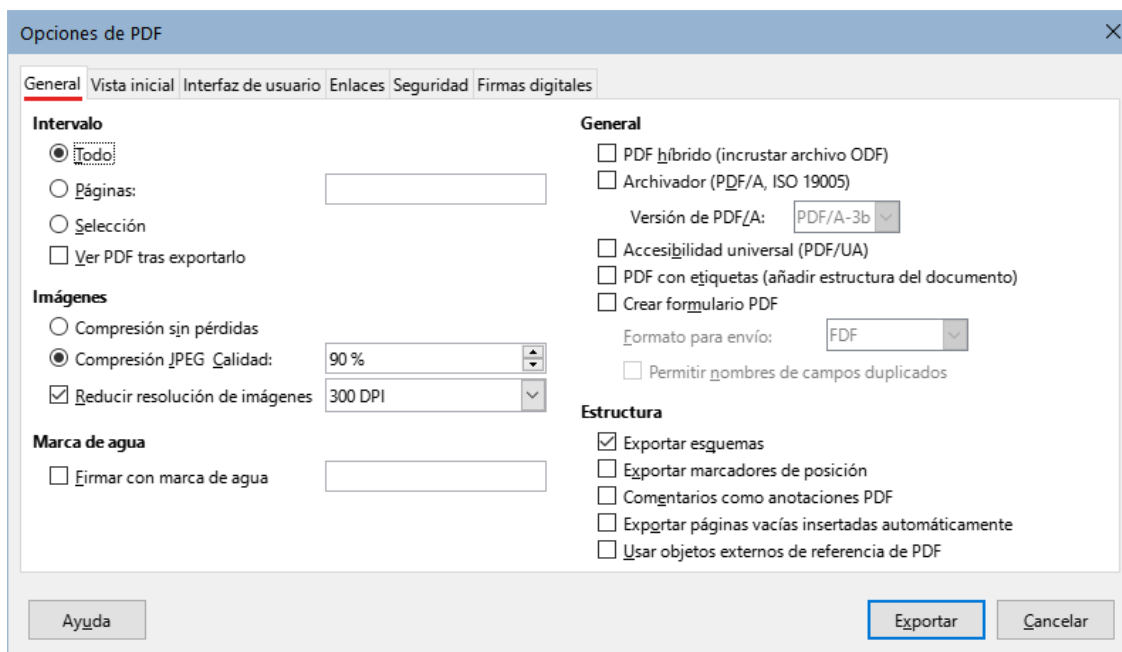 Opciones de PDF
General Vista inicial Interfaz de usuario Enlaces Seguridad Firmas digitales
Intervalo
Todo
Páginas:
Selección
Ver PDF tras exportarlo
Imágenes
Compresión sin pérdidas
Compresión JPEG Calidad: 90 %
Reducir resolución de imágenes 300 DPI
Marca de agua
Firmar con marca de agua
General
PDF híbrido (incrustar archivo ODF)
Archivador (PDF/A, ISO 19005)
Versión de PDF/A: PDF/A-3b
Accesibilidad universal (PDF/UA)
PDF con etiquetas (añadir estructura del documento)
Crear formulario PDF
Formato para envío: FDF
Permitir nombres de campos duplicados
Estructura
Exportar esquemas
Exportar marcadores de posición
Comentarios como anotaciones PDF
Exportar páginas vacías insertadas automáticamente
Usar objetos externos de referencia de PDF
Ayuda Exportar Cancelar